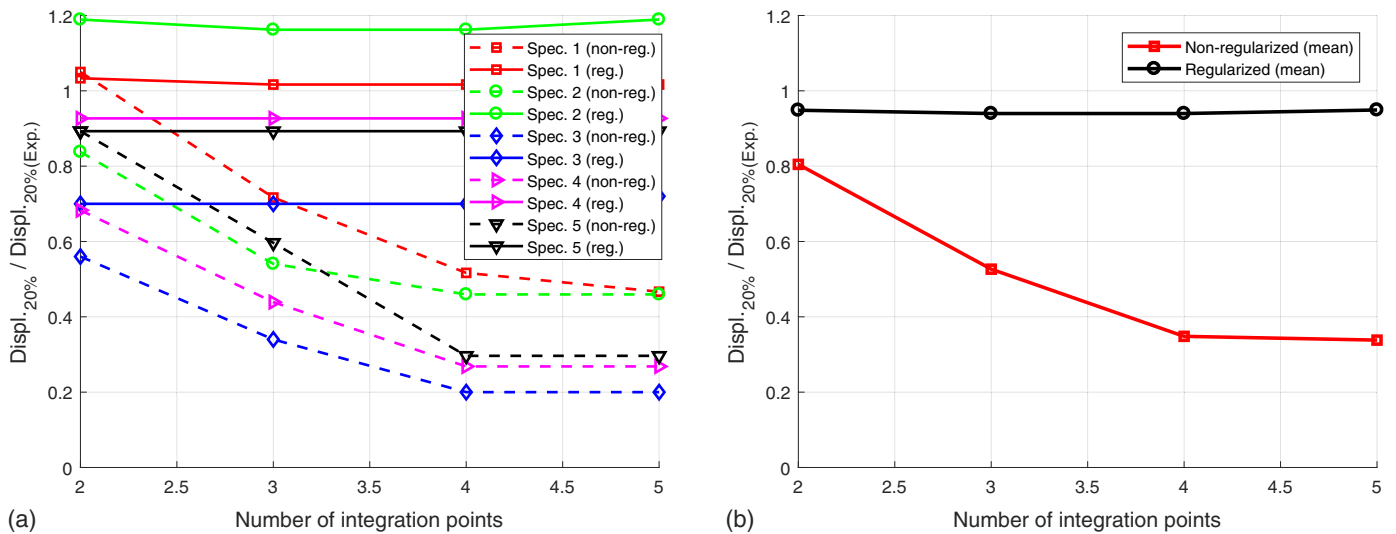 1.2
1
0.8
0.6
0.4
0.2
0
2
2.5
3
3.5
4
4.5
5
Displ.20% / Displ.20%(Exp.)
Number of integration points
(a)
Spec. 1 (non-reg.)
Spec. 1 (reg.)
Spec. 2 (non-reg.)
Spec. 2 (reg.)
Spec. 3 (non-reg.)
Spec. 3 (reg.)
Spec. 4 (non-reg.)
Spec. 4 (reg.)
Spec. 5 (non-reg.)
Spec. 5 (reg.)
1.2
1
0.8
0.6
0.4
0.2
0
2
2.5
3
3.5
4
4.5
5
Displ.20% / Displ.20%(Exp.)
Number of integration points
(b)
Non-regularized (mean)
Regularized (mean)